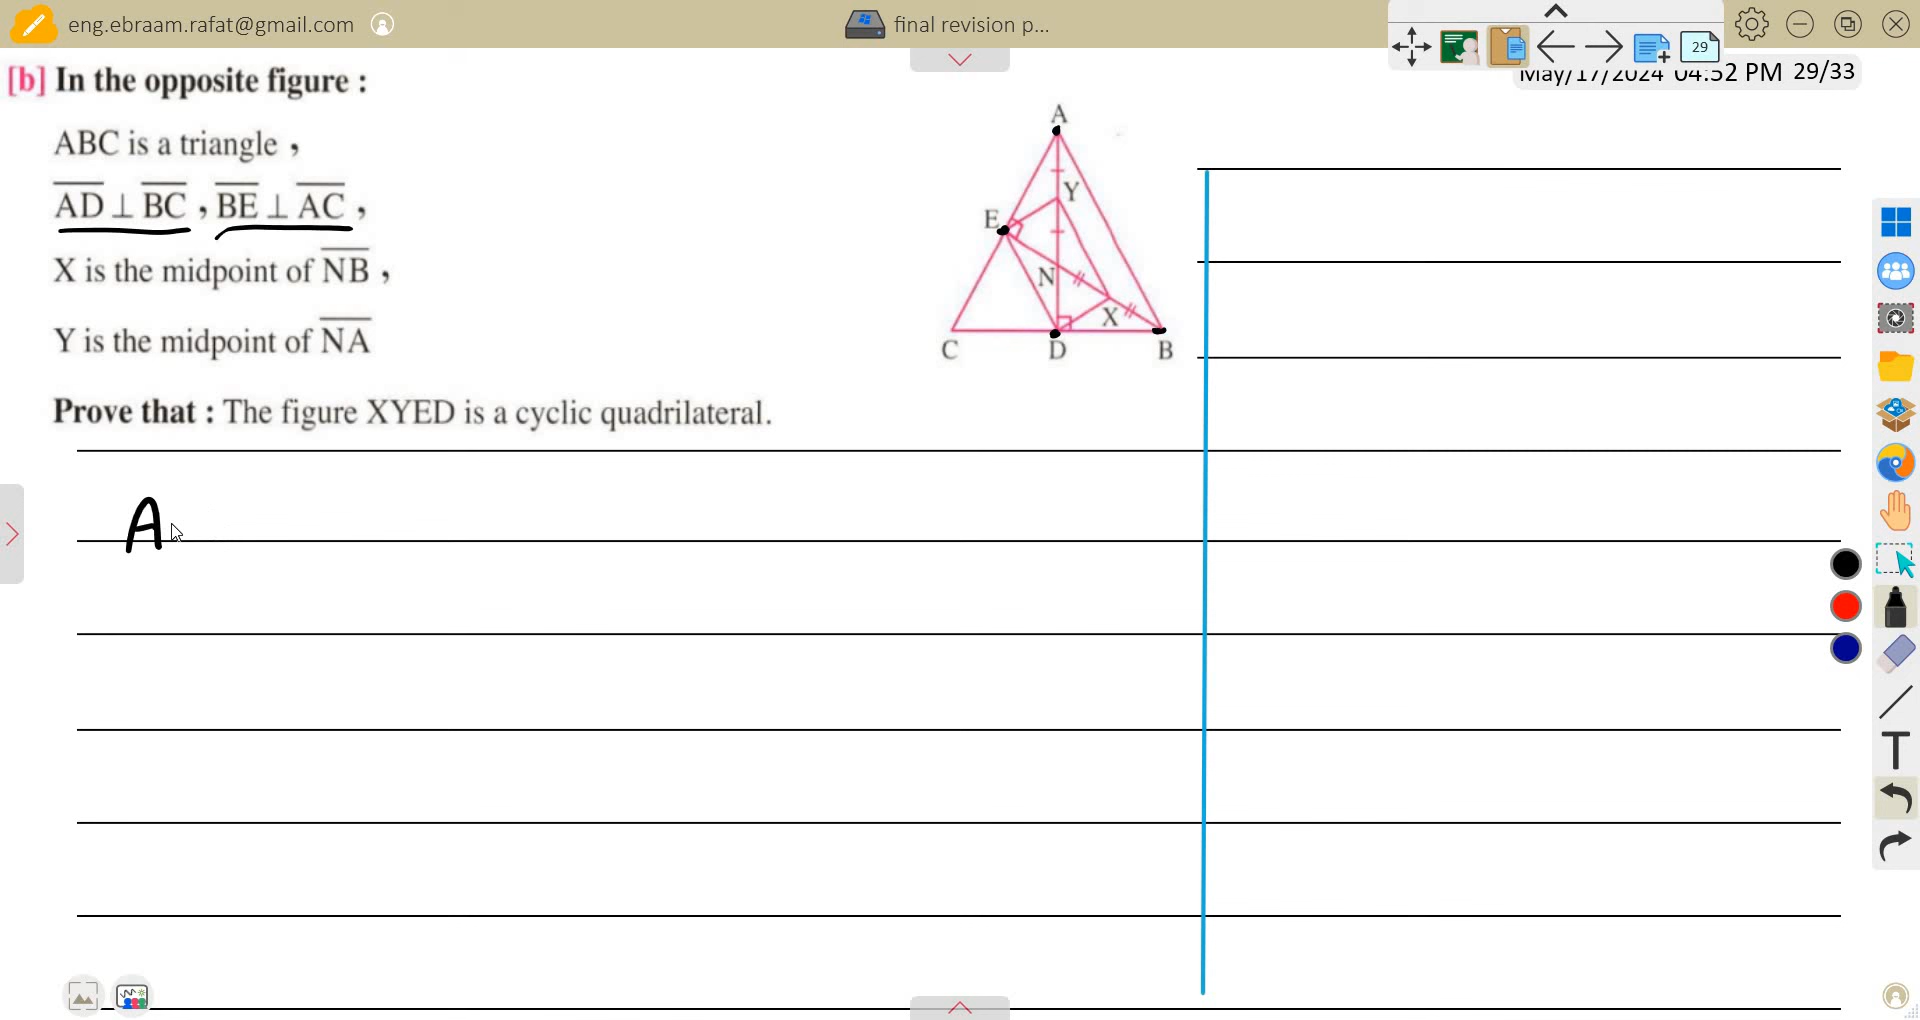 eng.ebraam.rafat@gmail.com
final revision p...
29
May/17/2024 04:52 PM 29/33
[b] In the opposite figure :
ABC is a triangle ,
AD ⊥ BC , BE ⊥ AC ,
X is the midpoint of NB ,
Y is the midpoint of NA
Prove that : The figure XYED is a cyclic quadrilateral.
A
Y
E
N
X
C
D
B
A
T